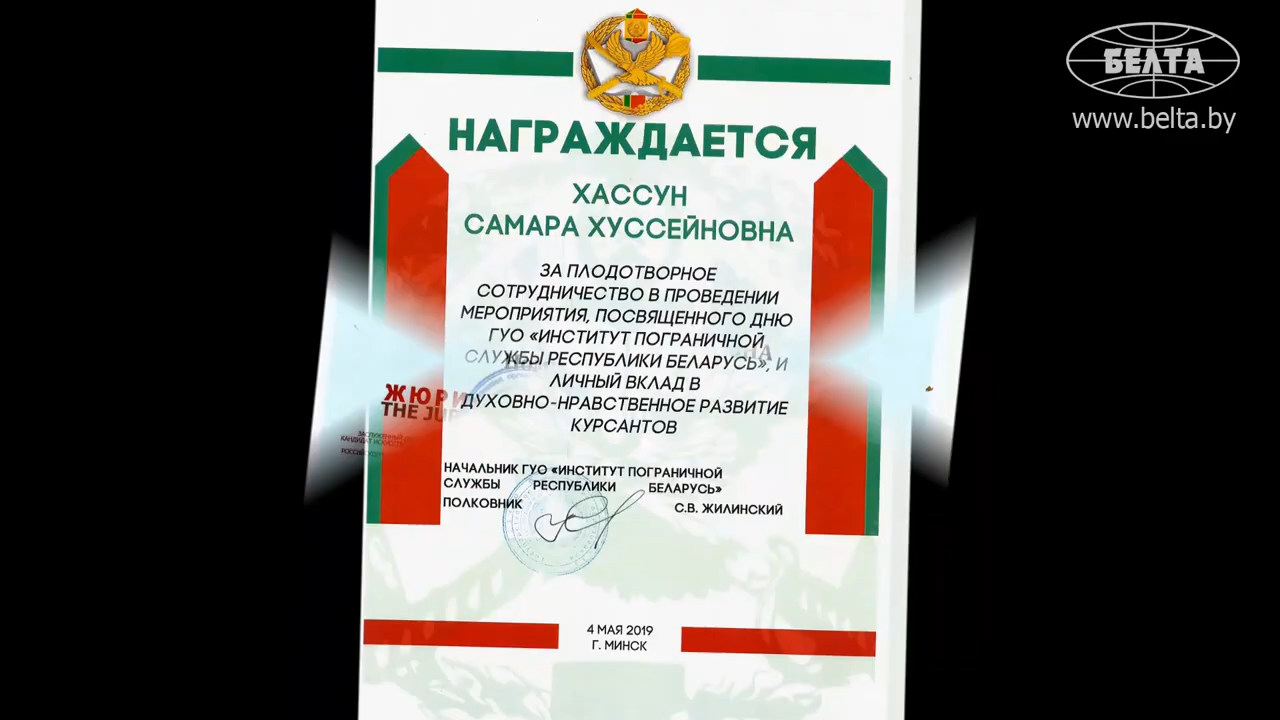 БЕЛТА
www.belta.by
НАГРАЖДАЕТСЯ
ХАССУН
САМАРА ХУССЕЙНОВНА
ЗА ПЛОДОТВОРНОЕ
СОТРУДНИЧЕСТВО В ПРОВЕДЕНИИ
МЕРОПРИЯТИЯ, ПОСВЯЩЕННОГО ДНЮ
ГУО «ИНСТИТУТ ПОГРАНИЧНОЙ
СЛУЖБЫ РЕСПУБЛИКИ БЕЛАРУСЬ», И
ЛИЧНЫЙ ВКЛАД В
ДУХОВНО-НРАВСТВЕННОЕ РАЗВИТИЕ
КУРСАНТОВ
ЖЮРИ
THE JUR
НАЧАЛЬНИК ГУО «ИНСТИТУТ ПОГРАНИЧНОЙ
СЛУЖБЫ РЕСПУБЛИКИ БЕЛАРУСЬ»
ПОЛКОВНИК С.В. ЖИЛИНСКИЙ
4 МАЯ 2019
Г. МИНСК